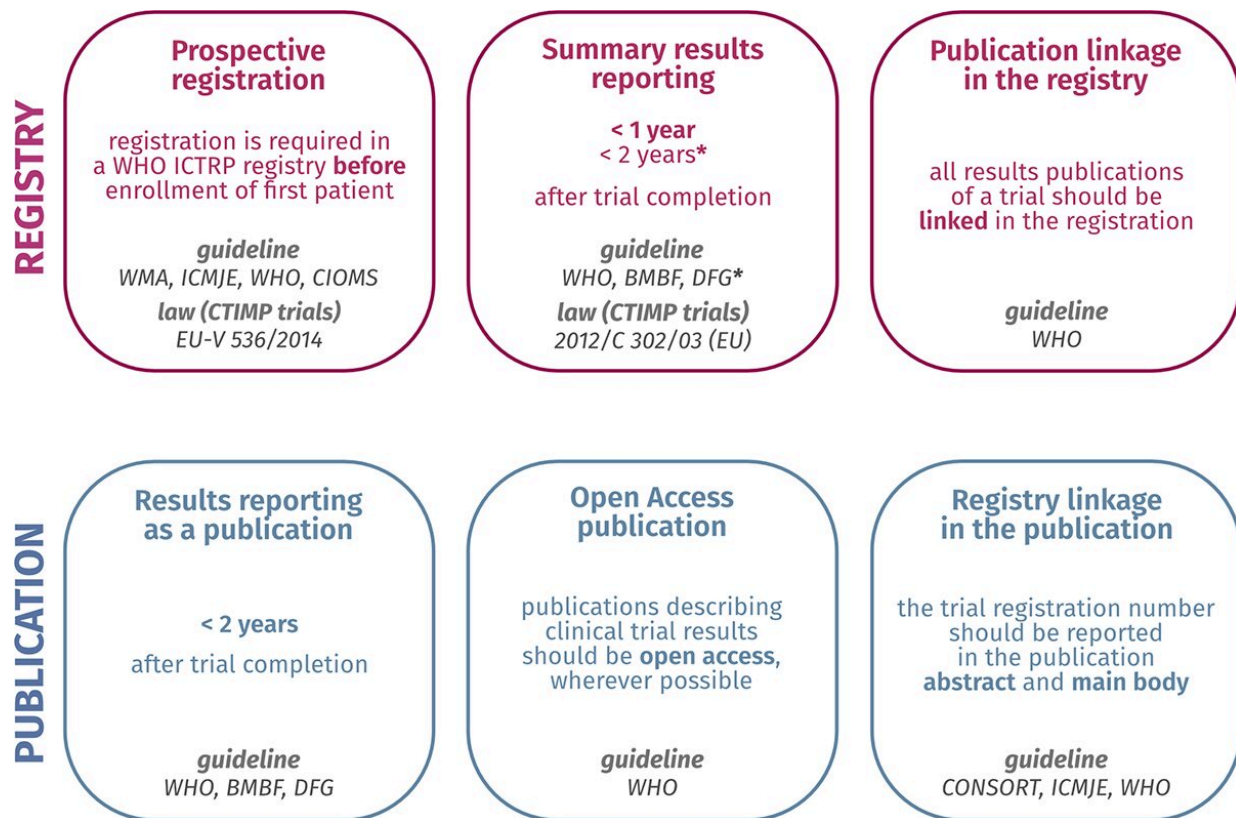 REGISTRY
Prospective
registration
registration is required in
a WHO ICTRP registry before
enrollment of first patient
guideline
WMA, ICMJE, WHO, CIOMS
law (CTIMP trials)
EU-V 536/2014
Summary results
reporting
< 1 year
< 2 years*
after trial completion
guideline
WHO, BMBF, DFG*
law (CTIMP trials)
2012/C 302/03 (EU)
Publication linkage
in the registry
all results publications
of a trial should be
linked in the registration
guideline
WHO
PUBLICATION
Results reporting
as a publication
< 2 years
after trial completion
guideline
WHO, BMBF, DFG
Open Access
publication
publications describing
clinical trial results
should be open access,
wherever possible
guideline
WHO
Registry linkage
in the publication
the trial registration number
should be reported
in the publication
abstract and main body
guideline
CONSORT, ICMJE, WHO